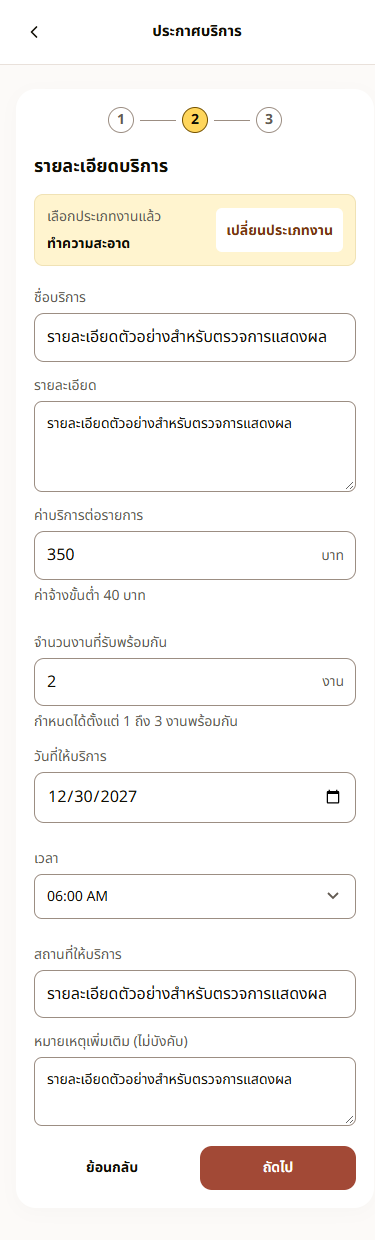 ประกาศบริการ
1
2
3
รายละเอียดบริการ
เลือกประเภทงานแล้ว
ทำความสะอาด
เปลี่ยนประเภทงาน
ชื่อบริการ
รายละเอียดตัวอย่างสำหรับตรวจการแสดงผล
รายละเอียด
รายละเอียดตัวอย่างสำหรับตรวจการแสดงผล
ค่าบริการต่อรายการ
350 บาท
ค่าจ้างขั้นต่ำ 40 บาท
จำนวนงานที่รับพร้อมกัน
2 งาน
กำหนดได้ตั้งแต่ 1 ถึง 3 งานพร้อมกัน
วันที่ให้บริการ
12/30/2027
เวลา
06:00 AM
สถานที่ให้บริการ
รายละเอียดตัวอย่างสำหรับตรวจการแสดงผล
หมายเหตุเพิ่มเติม (ไม่บังคับ)
รายละเอียดตัวอย่างสำหรับตรวจการแสดงผล
ย้อนกลับ
ถัดไป